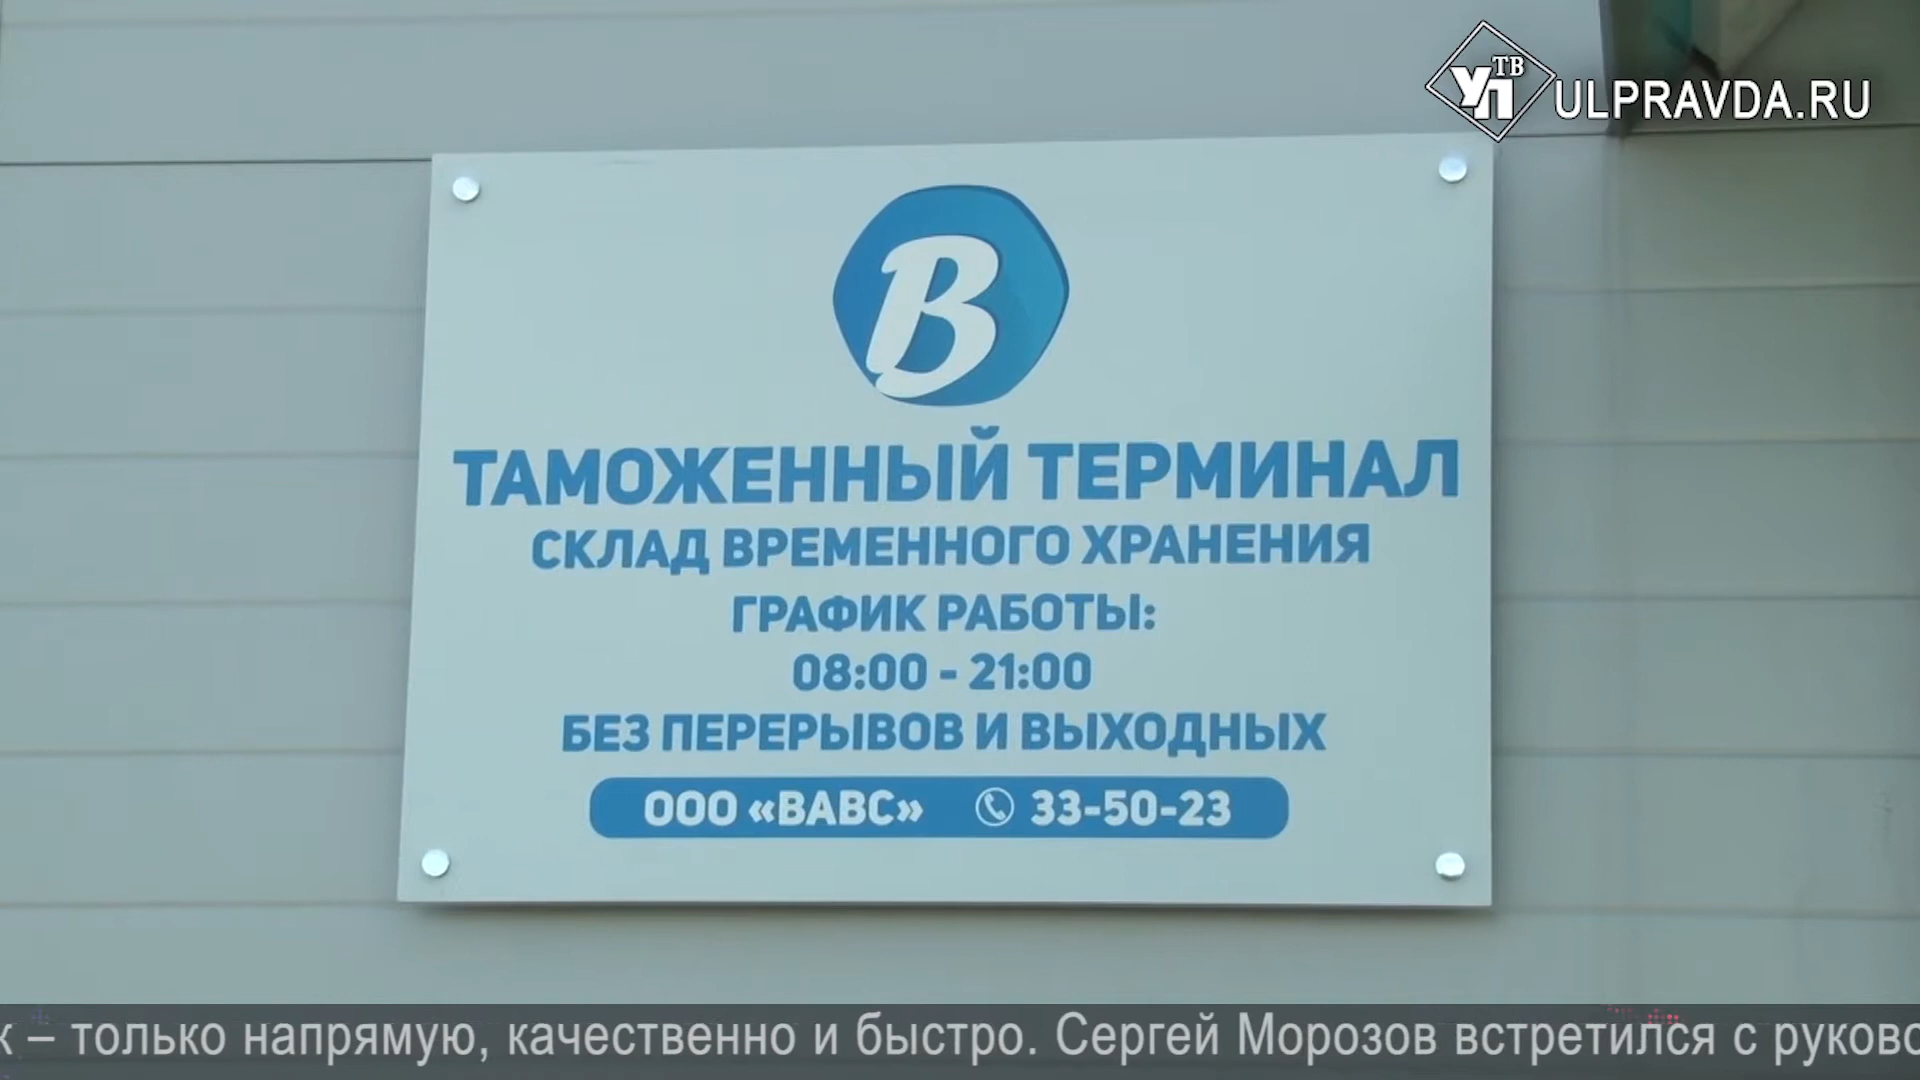 УП ТВ ULPRAVDA.RU
В
ТАМОЖЕННЫЙ ТЕРМИНАЛ
СКЛАД ВРЕМЕННОГО ХРАНЕНИЯ
ГРАФИК РАБОТЫ:
08:00 - 21:00
БЕЗ ПЕРЕРЫВОВ И ВЫХОДНЫХ
ООО «ВАВС» 33-50-23
к – только напрямую, качественно и быстро. Сергей Морозов встретился с руково